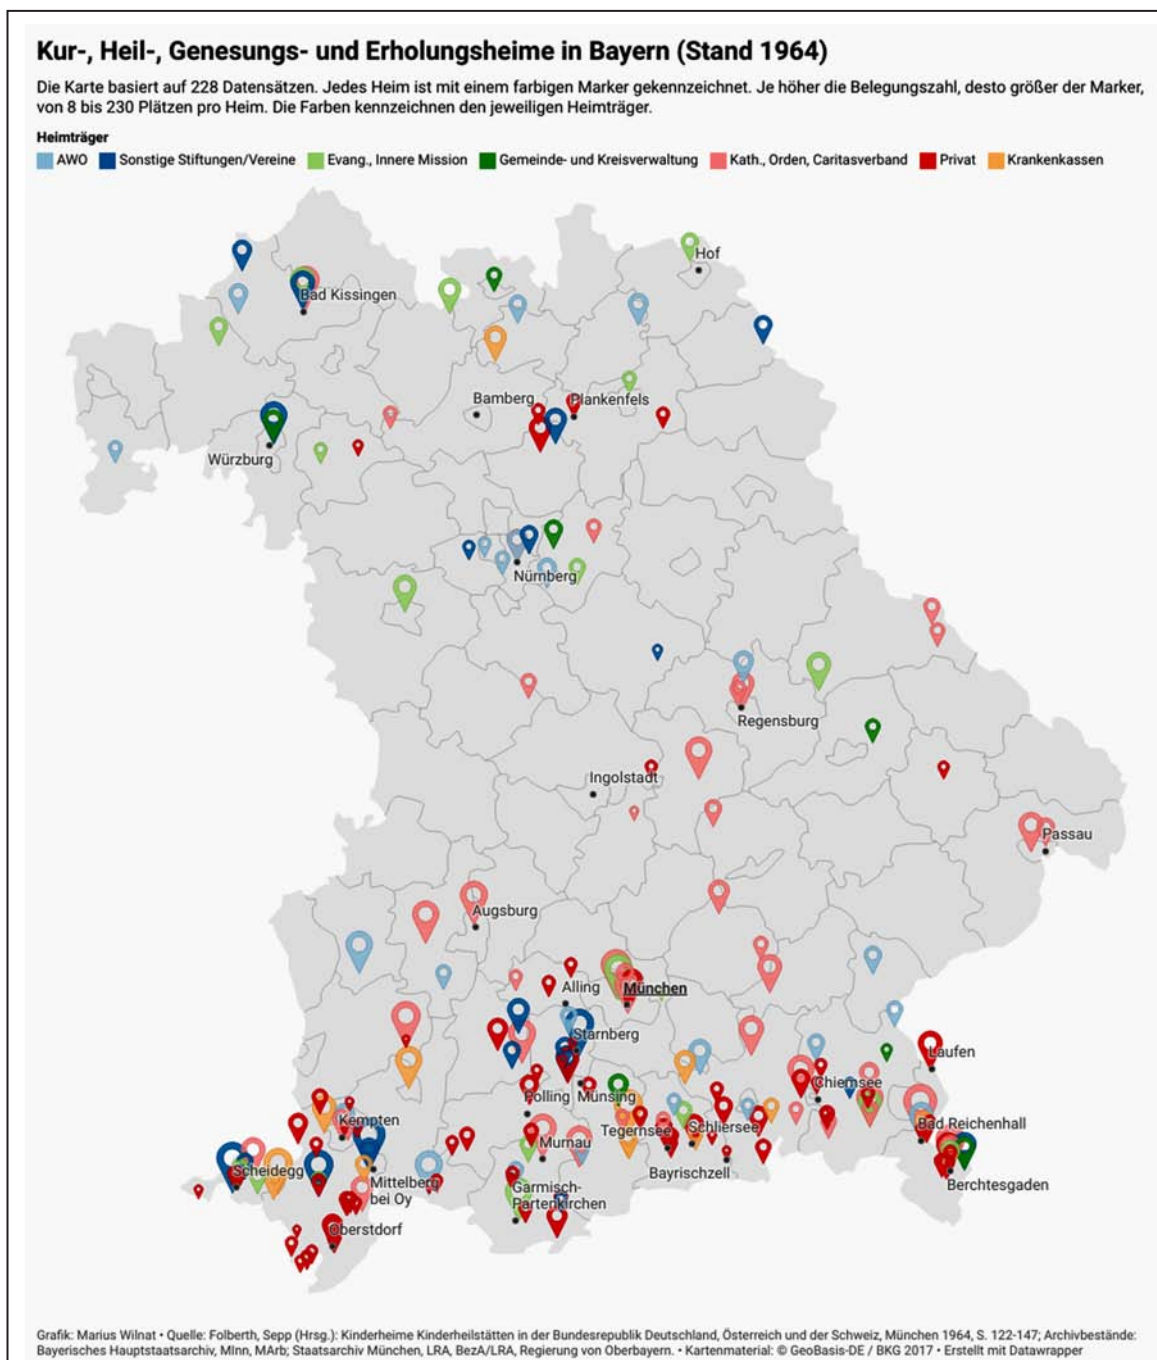 Kur-, Heil-, Genesungs- und Erholungsheime in Bayern (Stand 1964)
Die Karte basiert auf 228 Datensätzen. Jedes Heim ist mit einem farbigen Marker gekennzeichnet. Je höher die Belegungszahl, desto größer der Marker,
von 8 bis 230 Plätzen pro Heim. Die Farben kennzeichnen den jeweiligen Heimträger.
Heimträger
AWO Sonstige Stiftungen/Vereine Evang., Innere Mission Gemeinde- und Kreisverwaltung Kath., Orden, Caritasverband Privat Krankenkassen
Hof
Bad Kissingen
Bamberg
Plankenfels
Würzburg
Nürnberg
Regensburg
Ingolstadt
Passau
Augsburg
Alling
München
Starnberg
Laufen
Chiemsee
Polling
Münsing
Kempten
Bad Reichenhall
Tegernsee
Schliersee
Murnau
Scheidegg
Bayrischzell
Mittelberg
bei Oy
Garmisch-
Partenkirchen
Berchtesgaden
Oberstdorf
Grafik: Marius Wilnat • Quelle: Folberth, Sepp (Hrsg.): Kinderheime Kinderheilstätten in der Bundesrepublik Deutschland, Österreich und der Schweiz, München 1964, S. 122-147; Archivbestände:
Bayerisches Hauptstaatsarchiv, MInn, MArb; Staatsarchiv München, LRA, BezA/LRA, Regierung von Oberbayern. • Kartenmaterial: © GeoBasis-DE / BKG 2017 • Erstellt mit Datawrapper